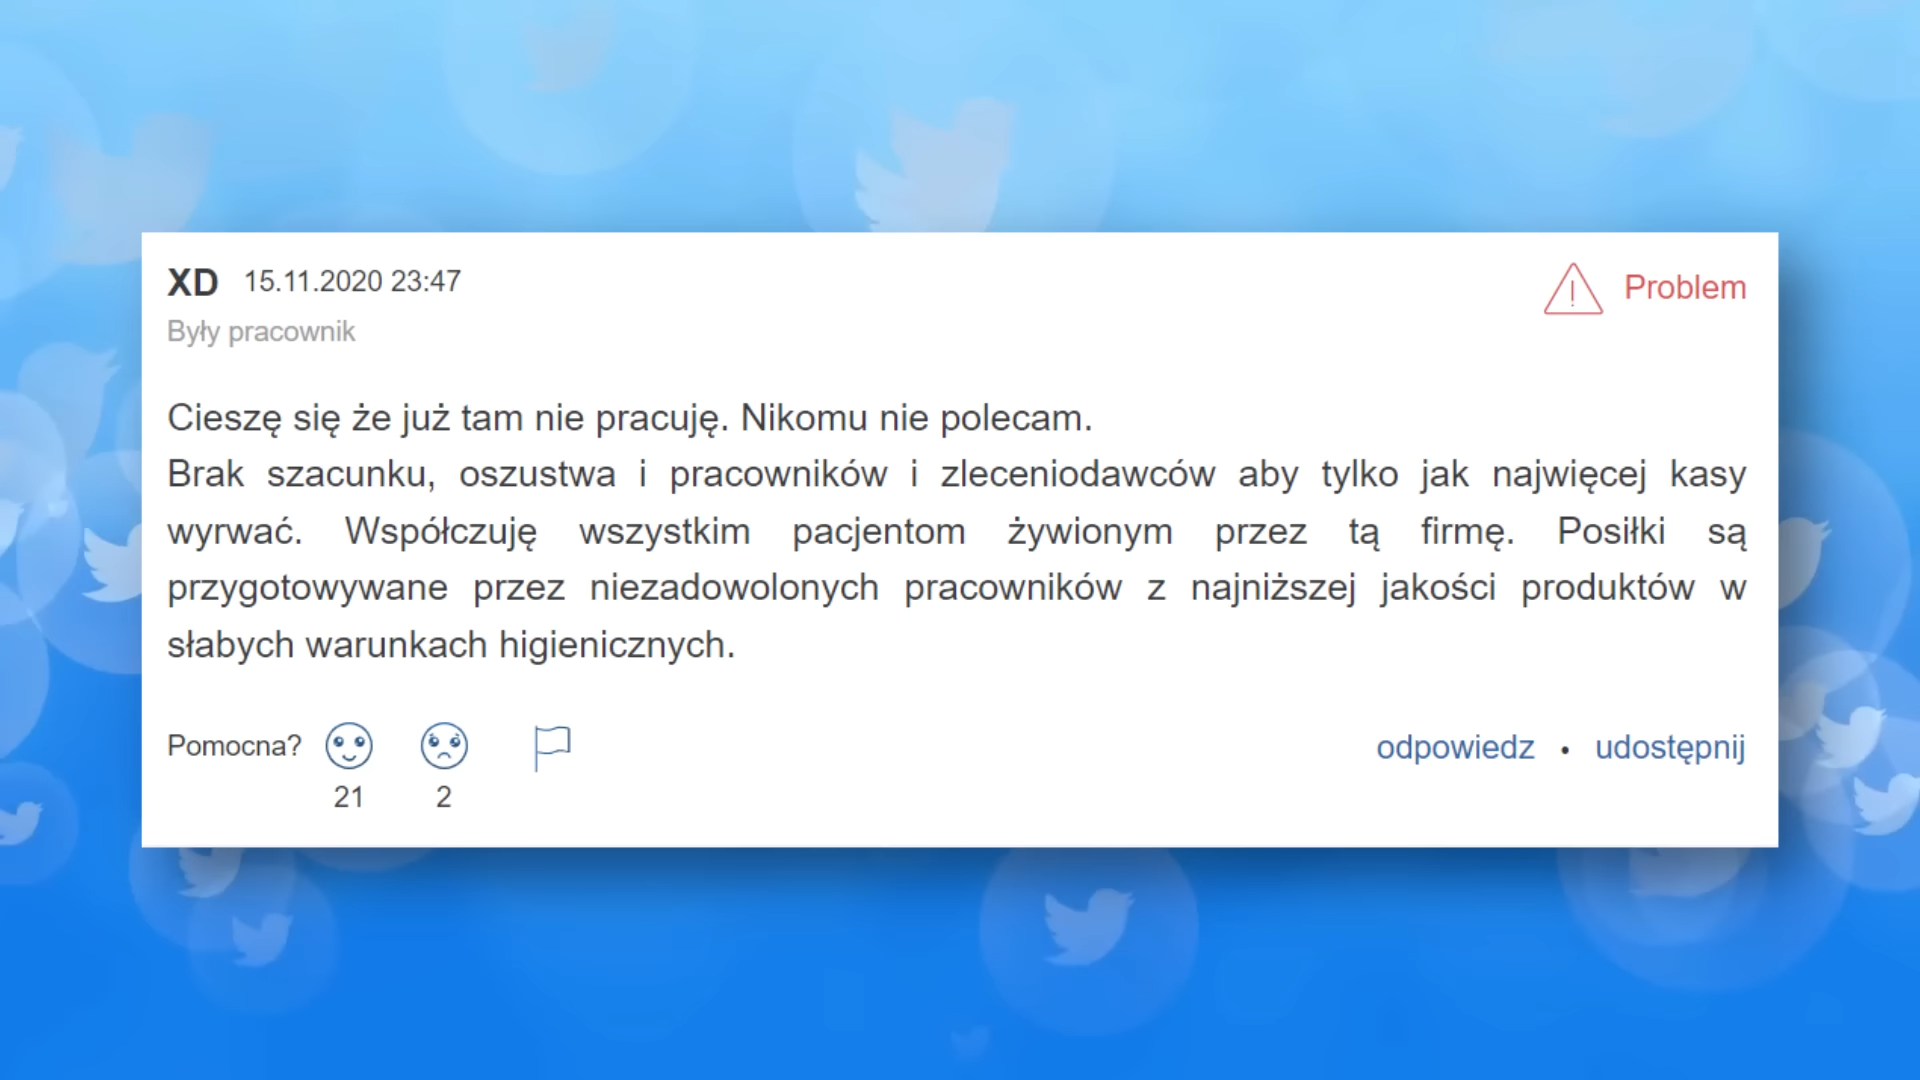 XD 15.11.2020 23:47
Problem
Były pracownik
Cieszę się że już tam nie pracuję. Nikomu nie polecam.
Brak szacunku, oszustwa i pracowników i zleceniodawców aby tylko jak najwięcej kasy
wyrwać. Współczuję wszystkim pacjentom żywionym przez tą firmę. Posiłki są
przygotowywane przez niezadowolonych pracowników z najniższej jakości produktów w
słabych warunkach higienicznych.
Pomocna?
21 2
odpowiedz • udostępnij